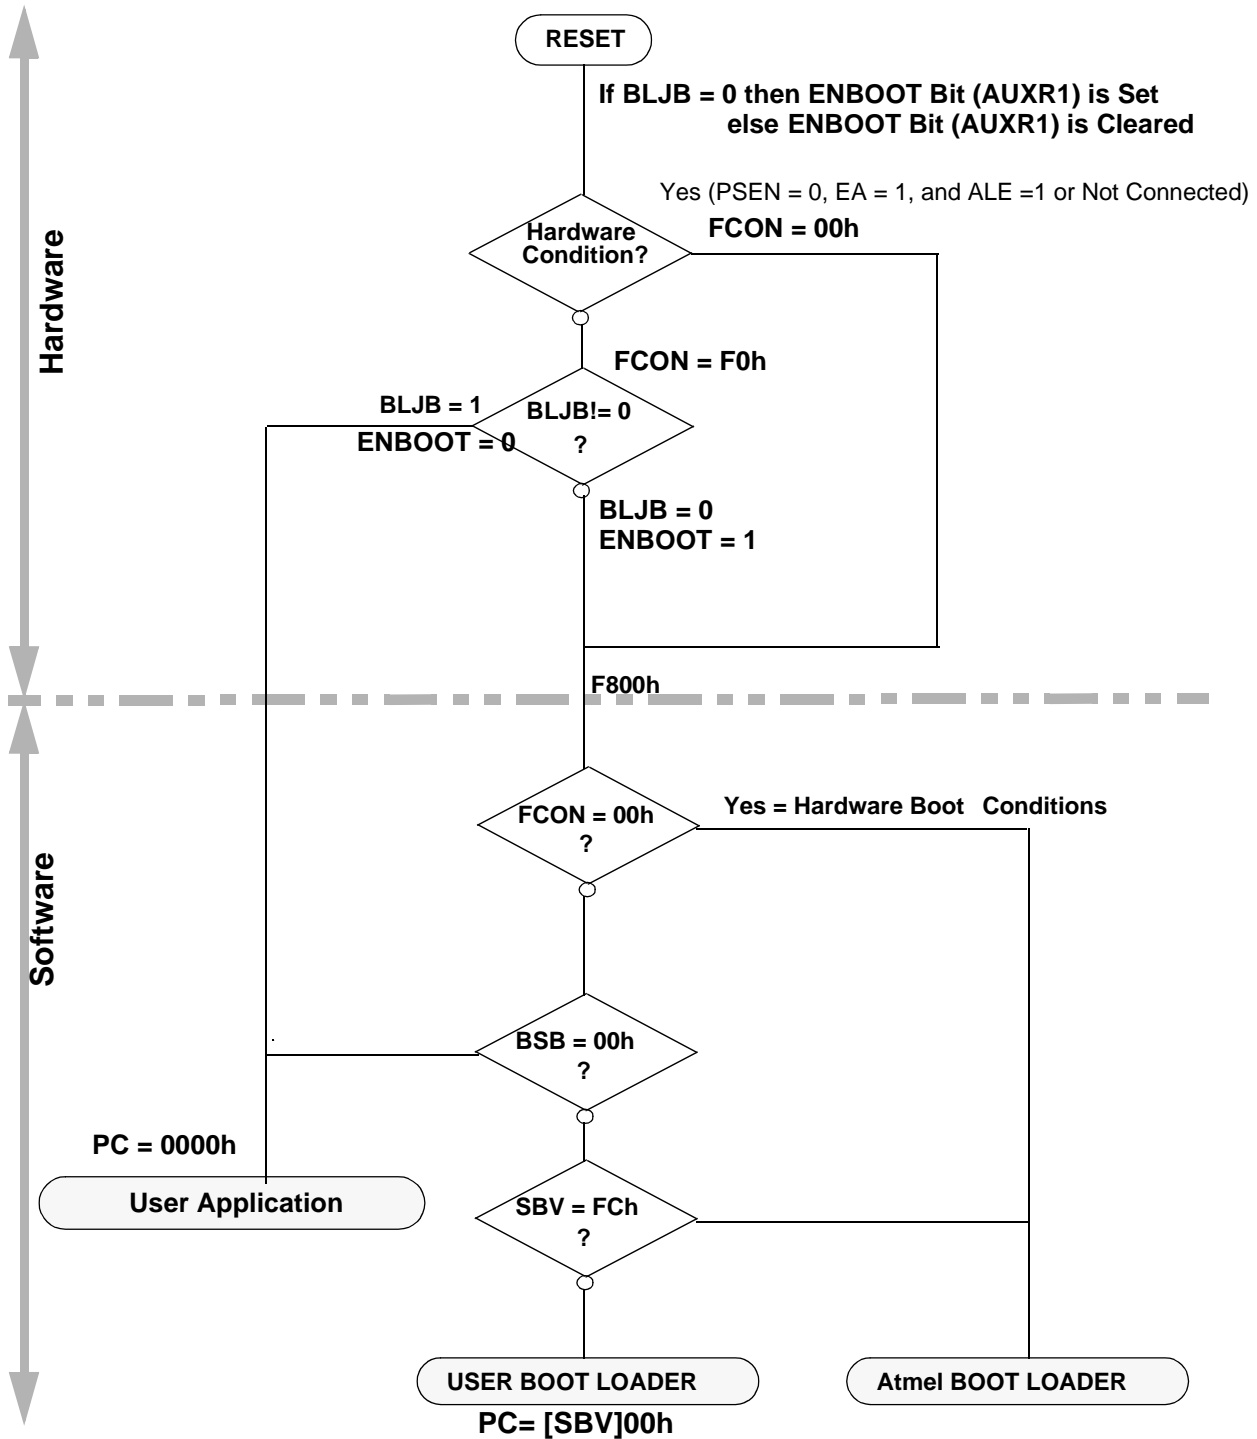 RESET
If BLJB = 0 then ENBOOT Bit (AUXR1) is Set
else ENBOOT Bit (AUXR1) is Cleared
Yes (PSEN = 0, EA = 1, and ALE =1 or Not Connected)
FCON = 00h
Hardware
Condition?
Hardware
FCON = F0h
BLJB = 1
ENBOOT = 0
BLJB!= 0
?
BLJB = 0
ENBOOT = 1
F800h
Software
FCON = 00h
?
Yes = Hardware Boot Conditions
BSB = 00h
?
PC = 0000h
User Application
SBV = FCh
?
USER BOOT LOADER
PC= [SBV]00h
Atmel BOOT LOADER